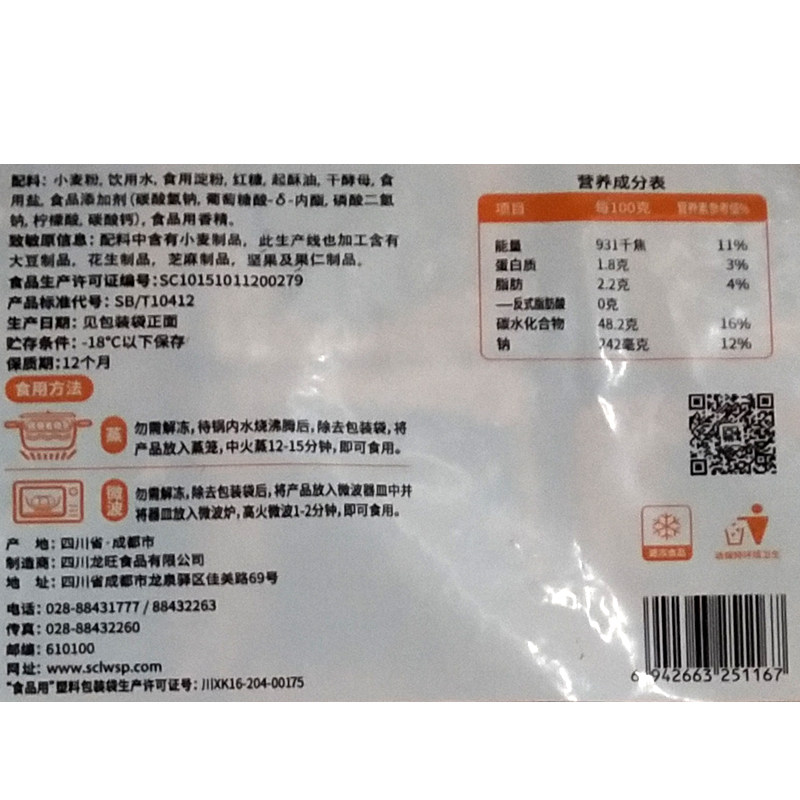 配料：小麦粉, 饮用水, 食用淀粉, 红糖, 起酥油, 干酵母, 食
用盐, 食品添加剂(碳酸氢钠, 葡萄糖酸-δ-内酯, 磷酸二氢
钠, 柠檬酸, 碳酸钙), 食品用香精。
致敏原信息：配料中含有小麦制品，此生产线也加工含有
大豆制品，花生制品，芝麻制品，坚果及果仁制品。
食品生产许可证编号：SC10151011200279
产品标准代号：SB/T10412
生产日期：见包装袋正面
贮存条件：-18℃以下保存
保质期：12个月
食用方法
蒸
勿需解冻，待锅内水烧沸腾后，除去包装袋，将
产品放入蒸笼，中火蒸12-15分钟，即可食用。
微波
勿需解冻，除去包装袋后，将产品放入微波器皿中并
将器皿放入微波炉，高火微波1-2分钟，即可食用。
产 地：四川省·成都市
制造商：四川龙旺食品有限公司
地 址：四川省成都市龙泉驿区佳美路69号
电话：028-88431777 / 88432263
传真：028-88432260
邮编：610100
网址：www.sclwsp.com
“食品用”塑料包装袋生产许可证号：川XK16-204-00175
营养成分表
项目 每100克 营养素参考值%
能量 931千焦 11%
蛋白质 1.8克 3%
脂肪 2.2克 4%
—反式脂肪酸 0克
碳水化合物 48.2克 16%
钠 242毫克 12%
速冻食品
请保持环境卫生
6 942663 251167